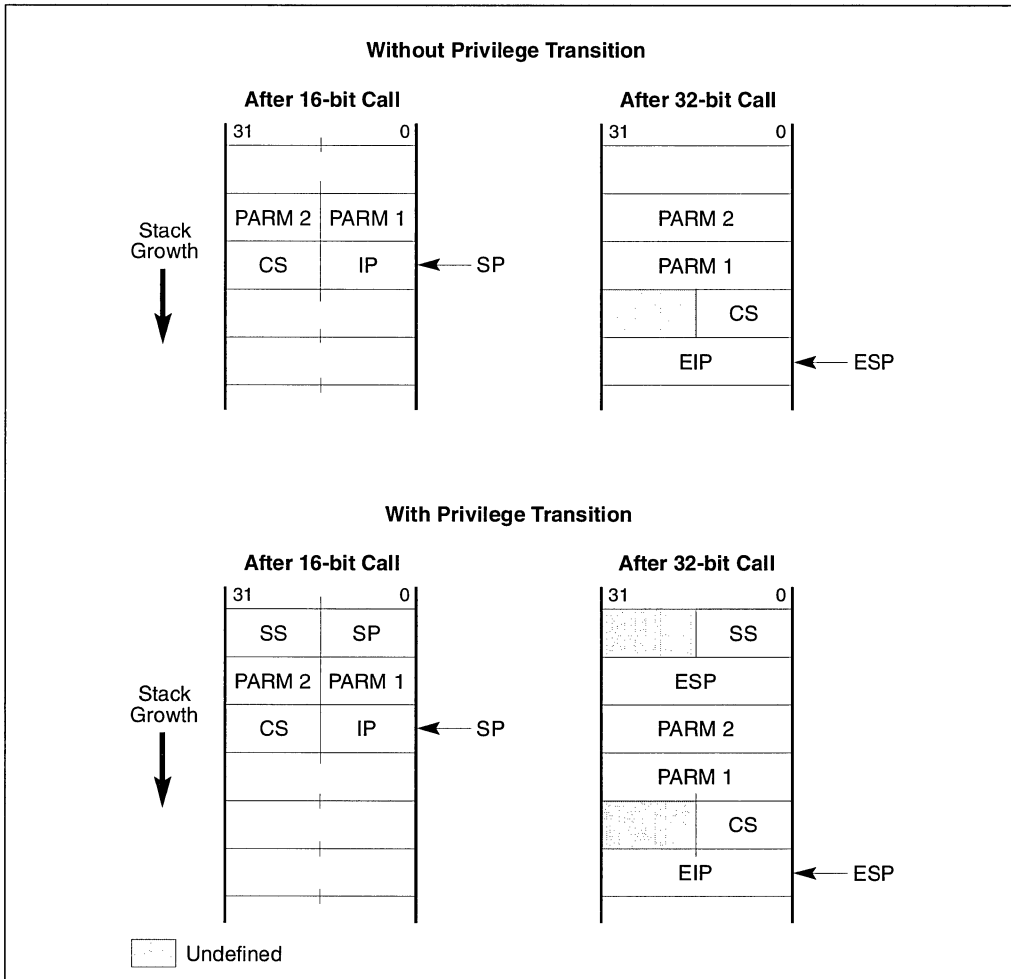 Without Privilege Transition
After 16-bit Call
After 32-bit Call
31 0
31 0
PARM 2 PARM 1
PARM 2
Stack
Growth
CS IP
SP
PARM 1
CS
EIP
ESP
With Privilege Transition
After 16-bit Call
After 32-bit Call
31 0
31 0
SS SP
SS
PARM 2 PARM 1
ESP
Stack
Growth
CS IP
SP
PARM 2
PARM 1
CS
EIP
ESP
Undefined